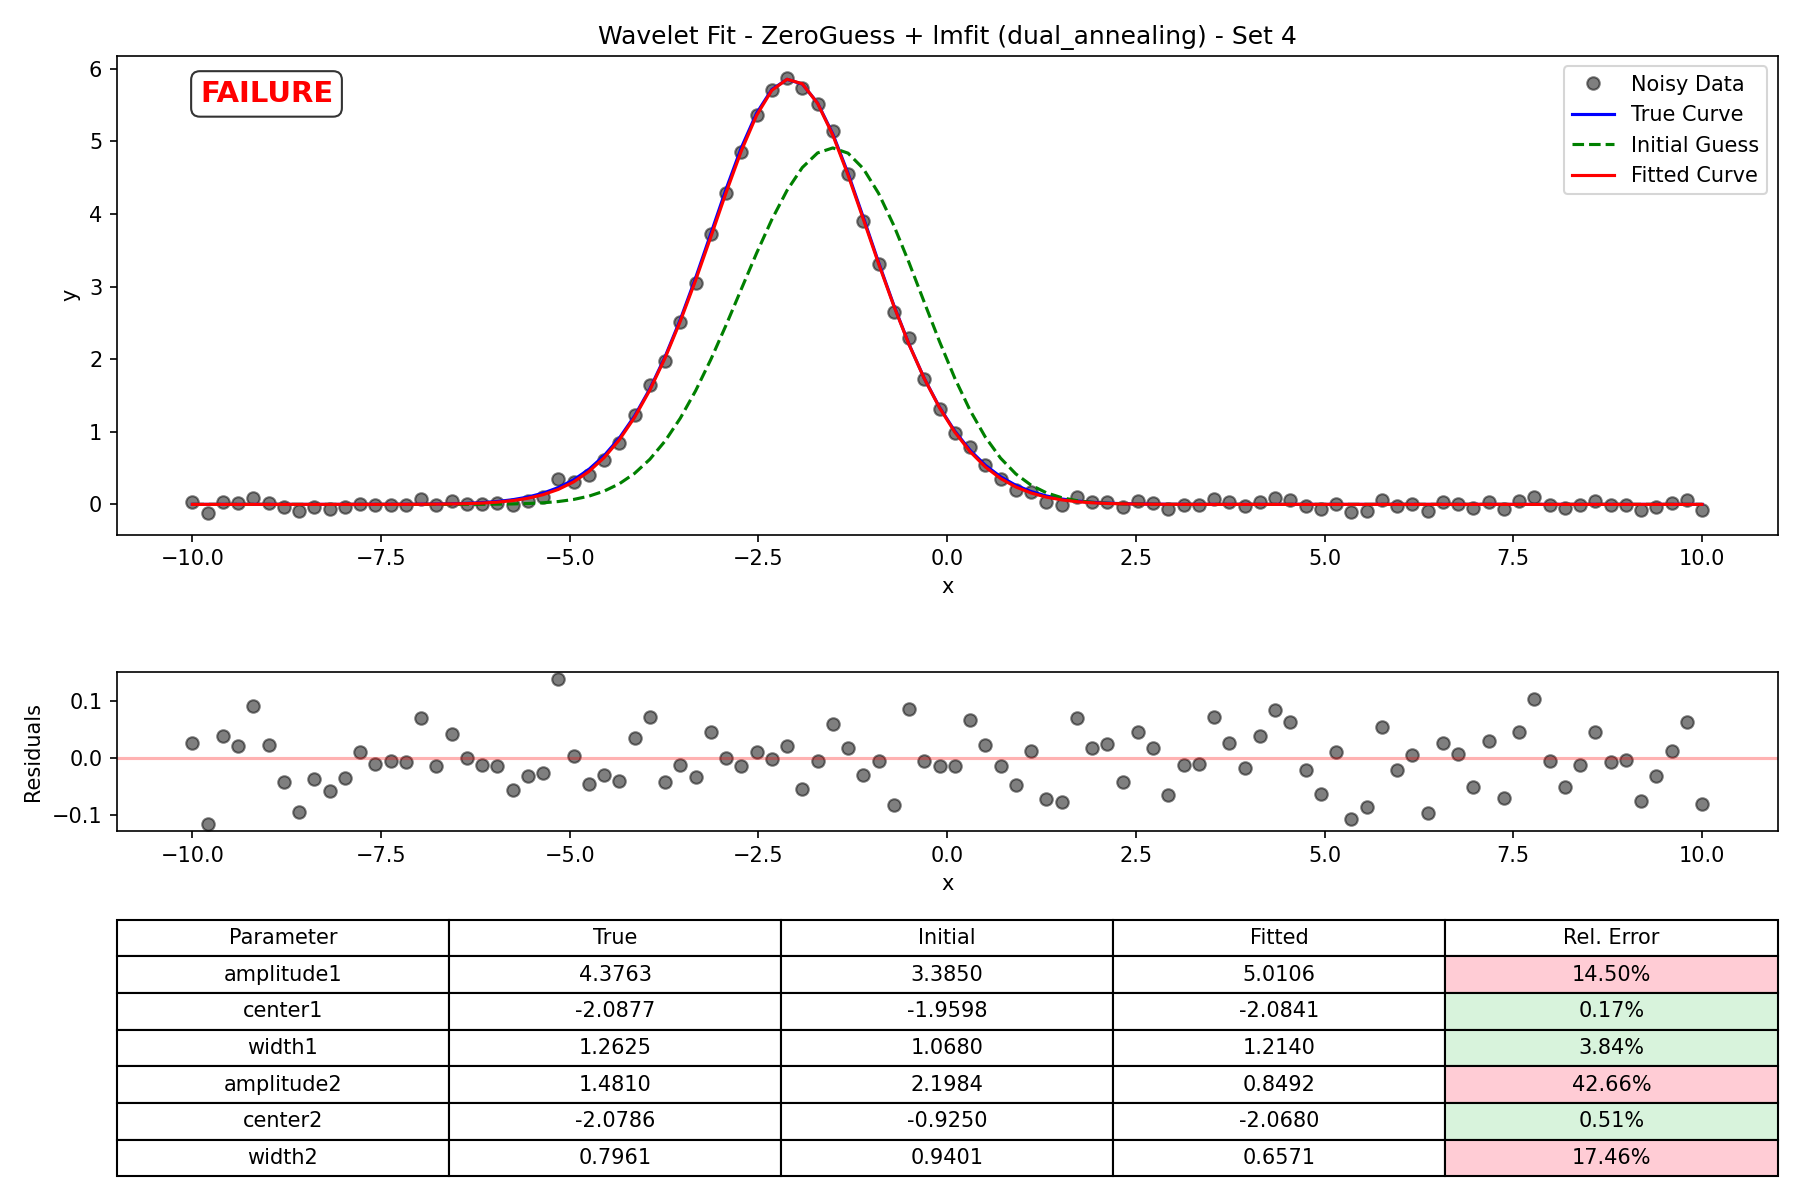 Wavelet Fit - ZeroGuess + lmfit (dual_annealing) - Set 4
FAILURE
Noisy Data
True Curve
Initial Guess
Fitted Curve
6
5
4
3
2
1
0
y
−10.0 −7.5 −5.0 −2.5 0.0 2.5 5.0 7.5 10.0
x
0.1
0.0
−0.1
Residuals
−10.0 −7.5 −5.0 −2.5 0.0 2.5 5.0 7.5 10.0
x
Parameter True Initial Fitted Rel. Error
amplitude1 4.3763 3.3850 5.0106 14.50%
center1 -2.0877 -1.9598 -2.0841 0.17%
width1 1.2625 1.0680 1.2140 3.84%
amplitude2 1.4810 2.1984 0.8492 42.66%
center2 -2.0786 -0.9250 -2.0680 0.51%
width2 0.7961 0.9401 0.6571 17.46%